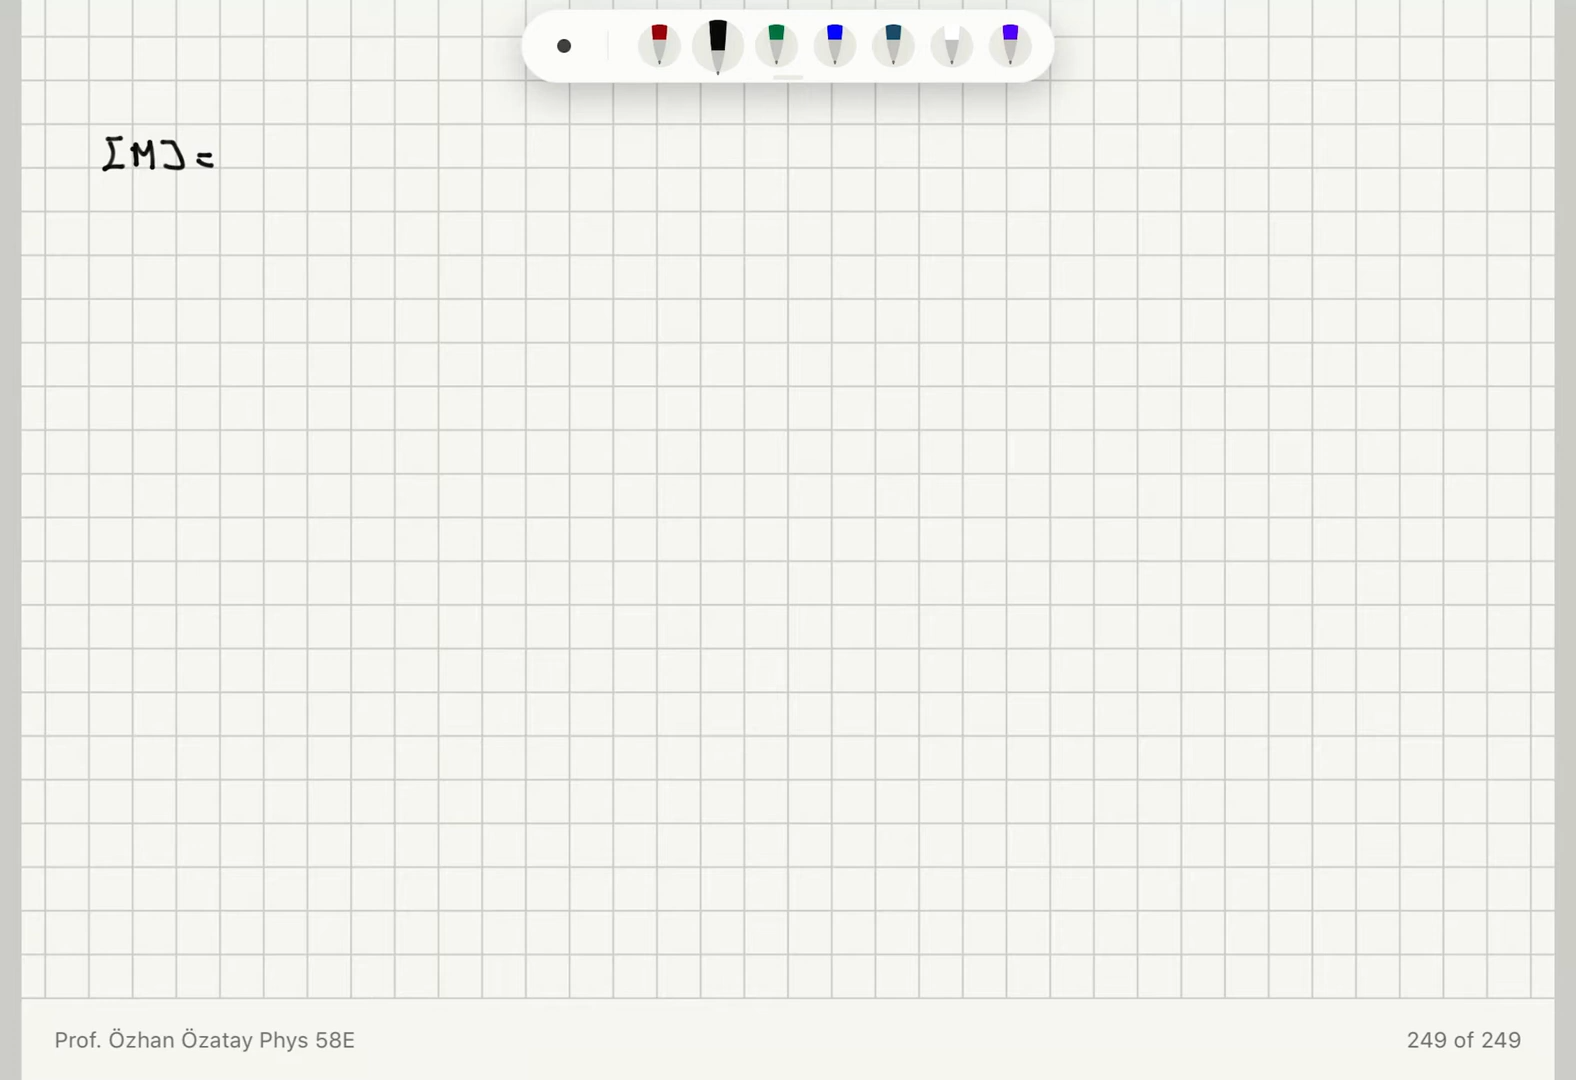 [M] =
Prof. Özhan Özatay Phys 58E
249 of 249